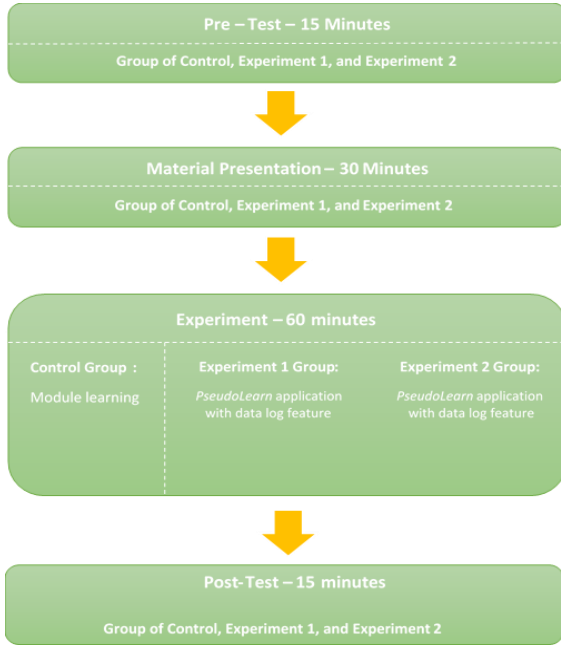 Pre – Test – 15 Minutes
Group of Control, Experiment 1, and Experiment 2
Material Presentation – 30 Minutes
Group of Control, Experiment 1, and Experiment 2
Experiment – 60 minutes
Control Group :
Module learning
Experiment 1 Group:
PseudoLearn application
with data log feature
Experiment 2 Group:
PseudoLearn application
with data log feature
Post-Test – 15 minutes
Group of Control, Experiment 1, and Experiment 2